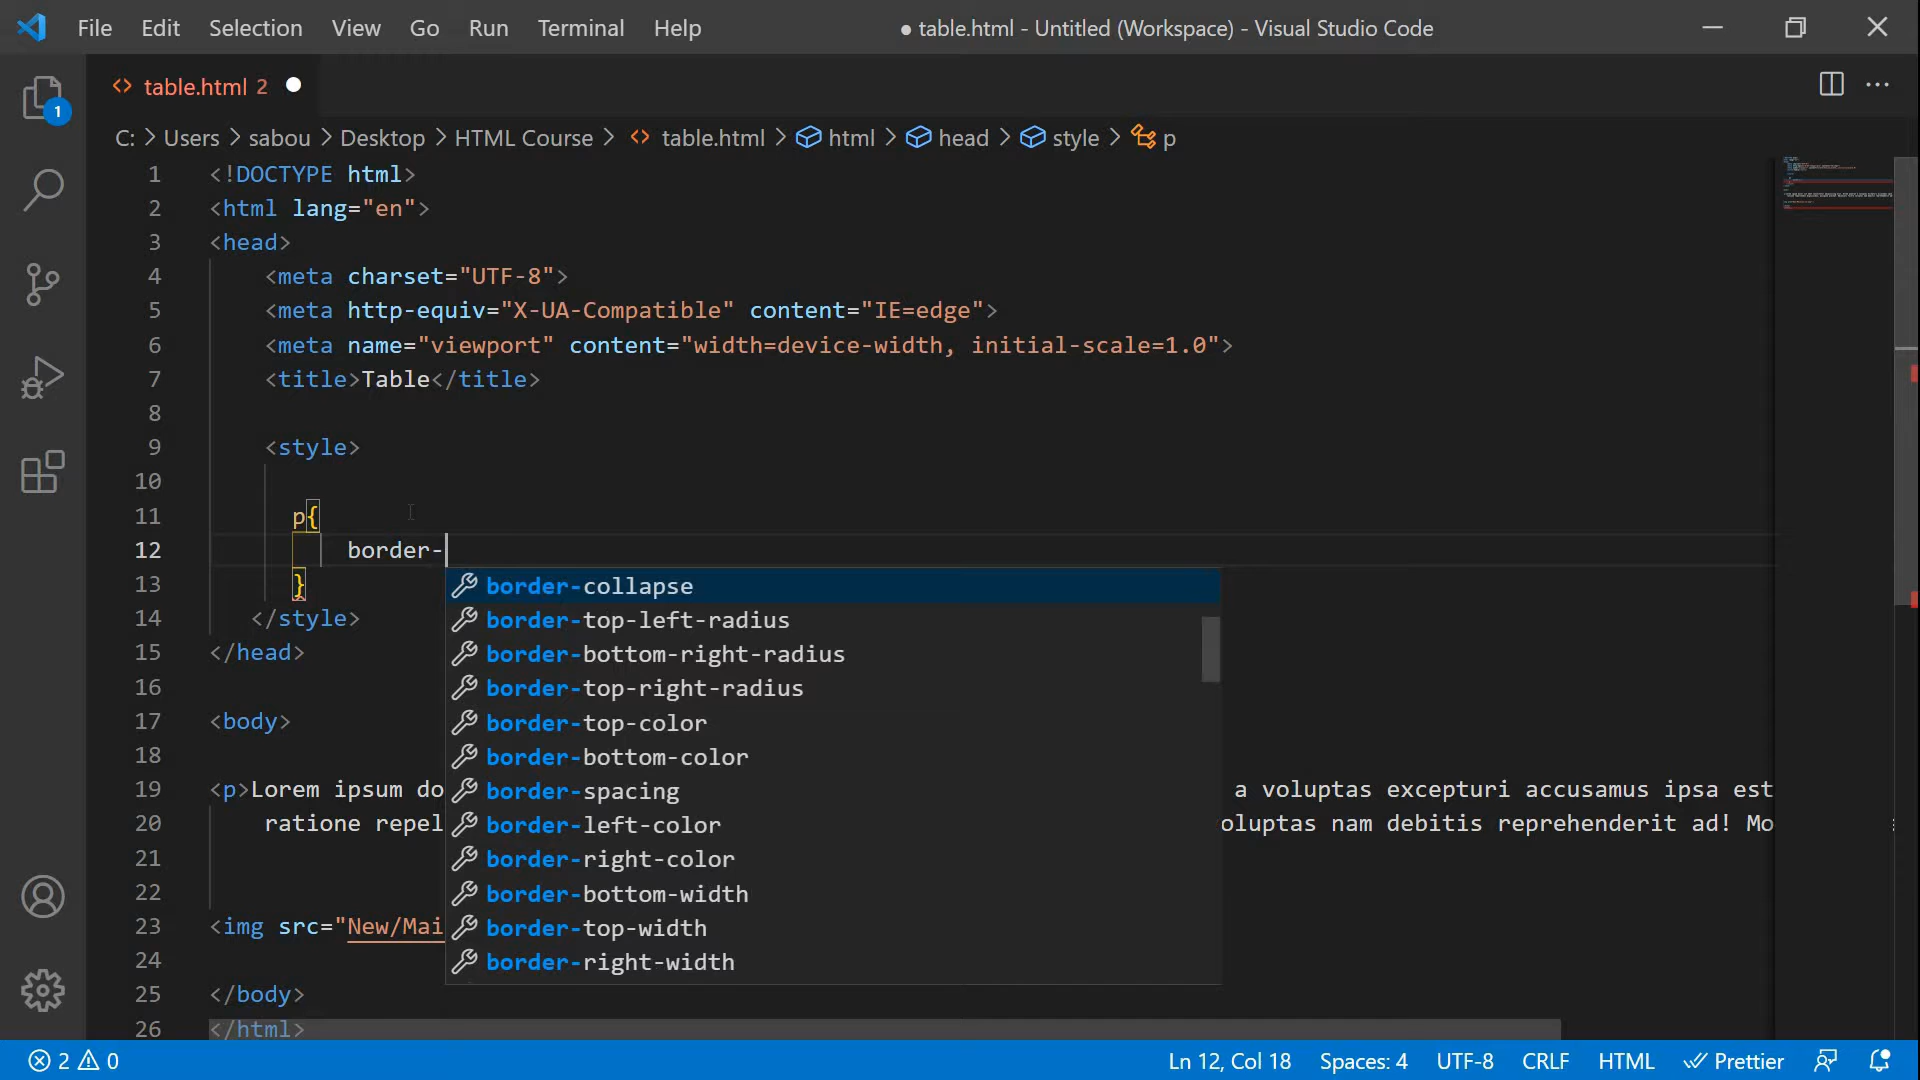 File Edit Selection View Go Run Terminal Help ● table.html - Untitled (Workspace) - Visual Studio Code
table.html 2
1
C: > Users > sabou > Desktop > HTML Course > table.html > html > head > style > p
1 <!DOCTYPE html>
2 <html lang="en">
3 <head>
4 <meta charset="UTF-8">
5 <meta http-equiv="X-UA-Compatible" content="IE=edge">
6 <meta name="viewport" content="width=device-width, initial-scale=1.0">
7 <title>Table</title>
8
9 <style>
10
11 p{
12 border-
13 }
14 </style>
15 </head>
16
17 <body>
18
19 <p>Lorem ipsum do a voluptas excepturi accusamus ipsa est
20 ratione repel oluptas nam debitis reprehenderit ad! Mo
21
22
23 <img src="New/Mai
24
25 </body>
26 </html>
border-collapse
border-top-left-radius
border-bottom-right-radius
border-top-right-radius
border-top-color
border-bottom-color
border-spacing
border-left-color
border-right-color
border-bottom-width
border-top-width
border-right-width
2 0 Ln 12, Col 18 Spaces: 4 UTF-8 CRLF HTML Prettier